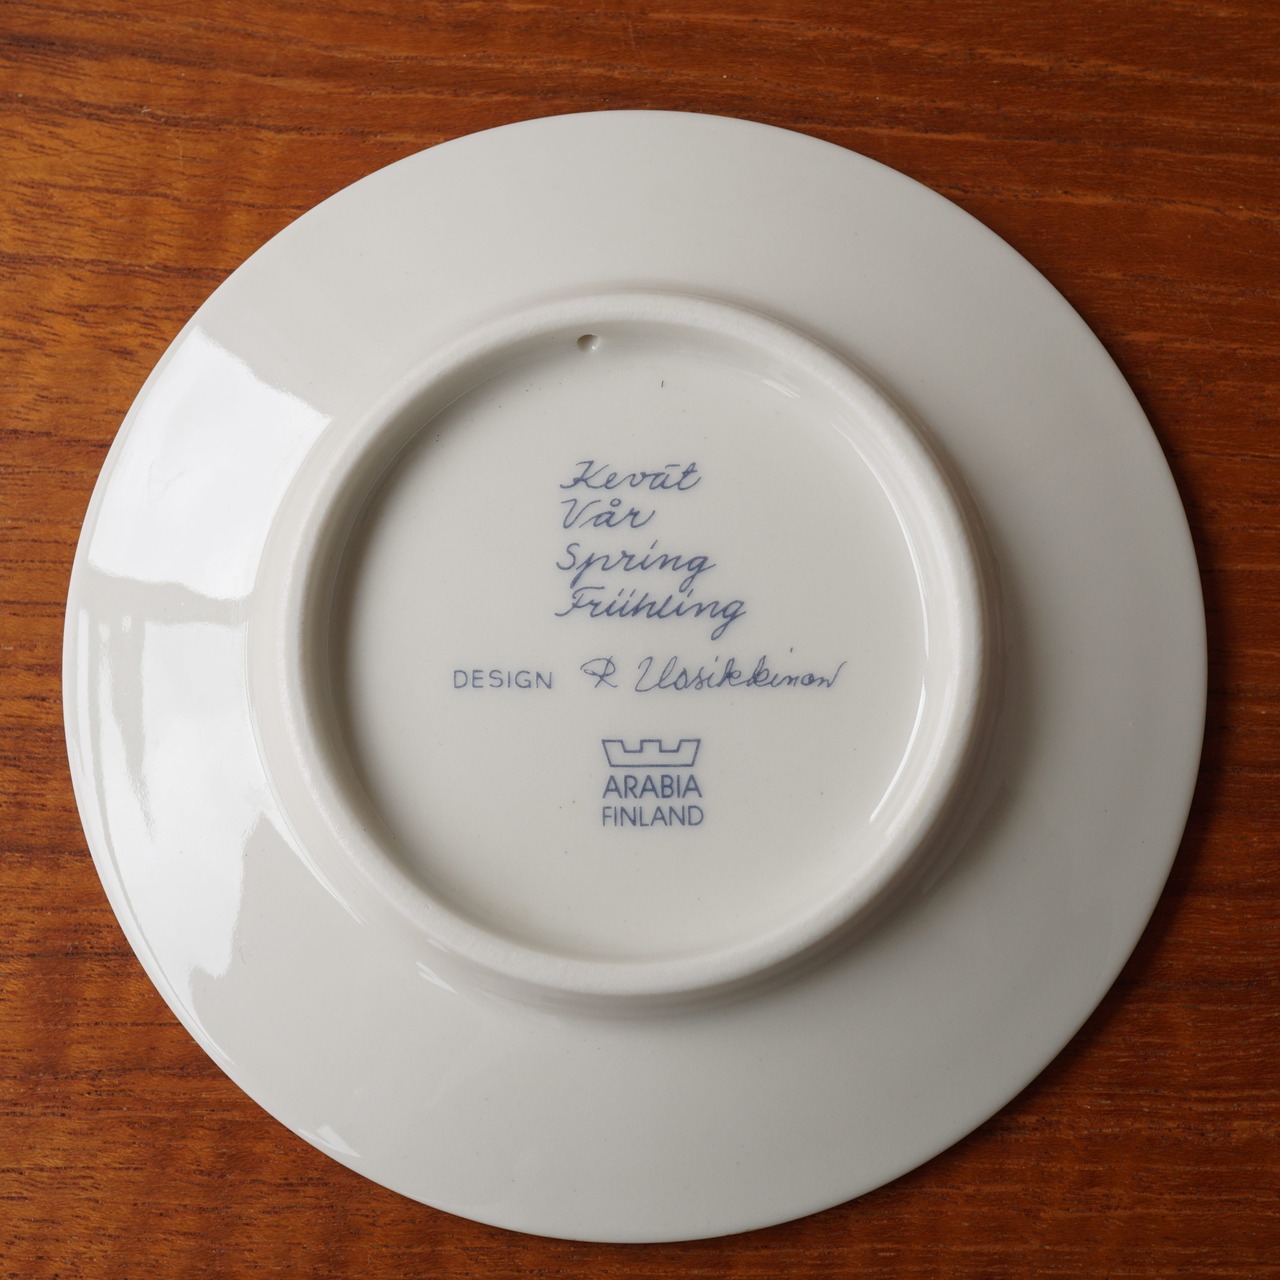 Kevät
Vår
Spring
Frühling
DESIGN R Uosikkinen
ARABIA
FINLAND